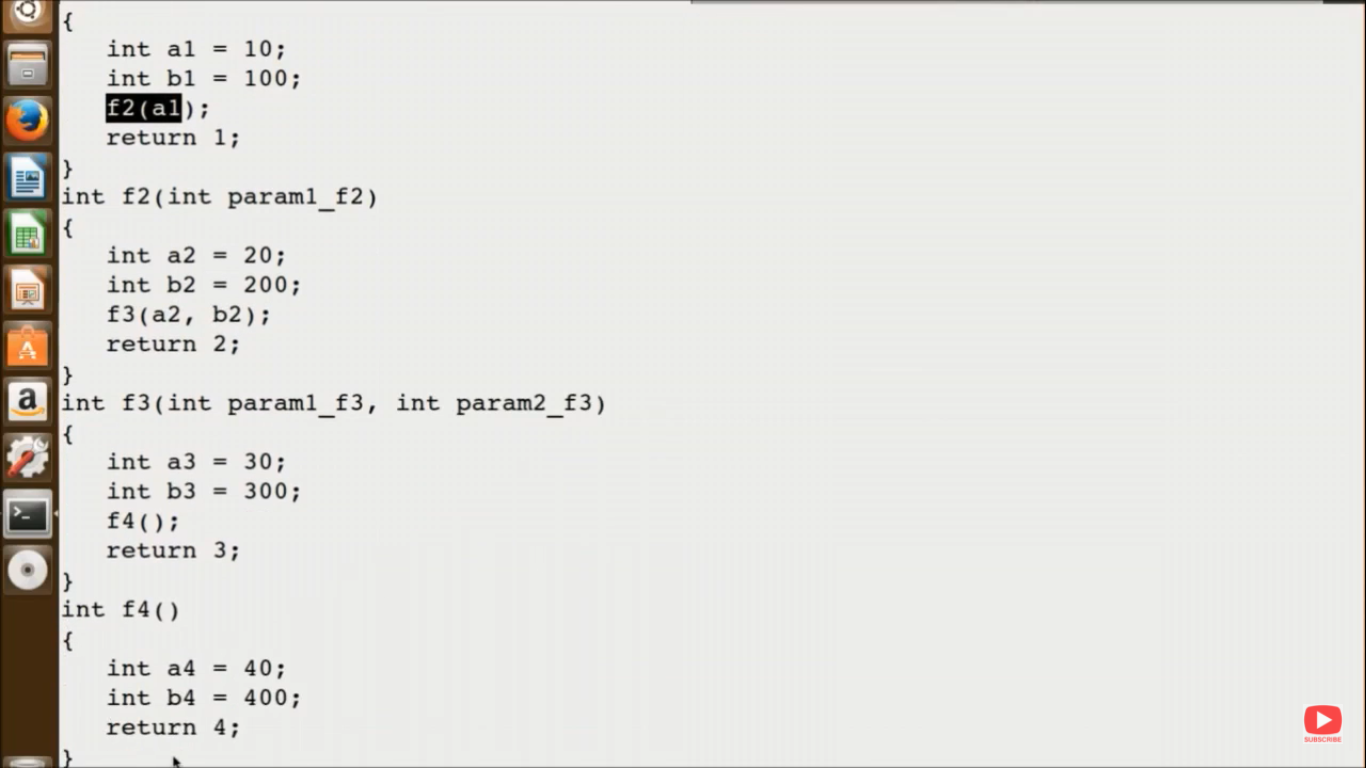 {
int a1 = 10;
int b1 = 100;
f2(a1);
return 1;
}
int f2(int param1_f2)
{
int a2 = 20;
int b2 = 200;
f3(a2, b2);
return 2;
}
int f3(int param1_f3, int param2_f3)
{
int a3 = 30;
int b3 = 300;
f4();
return 3;
}
int f4()
{
int a4 = 40;
int b4 = 400;
return 4;
}
SUBSCRIBE